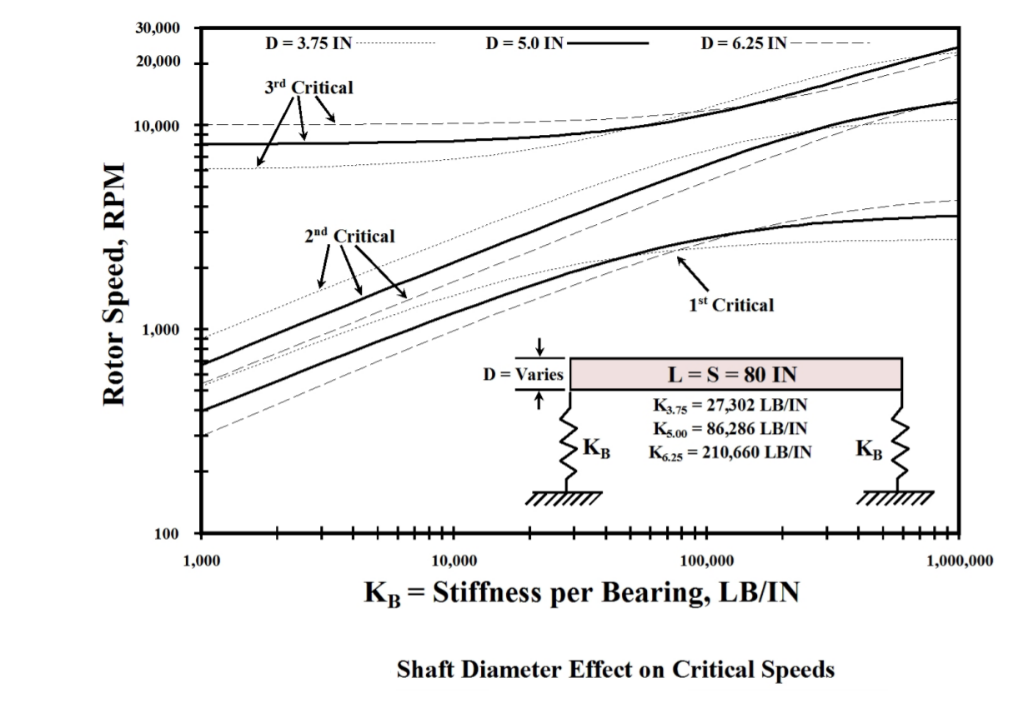 30,000
20,000
10,000
1,000
100
Rotor Speed, RPM
D = 3.75 IN
D = 5.0 IN
D = 6.25 IN
3rd Critical
2nd Critical
1st Critical
D = Varies
L = S = 80 IN
K3.75 = 27,302 LB/IN
K5.00 = 86,286 LB/IN
K6.25 = 210,660 LB/IN
KB
KB
1,000
10,000
100,000
1,000,000
KB = Stiffness per Bearing, LB/IN
Shaft Diameter Effect on Critical Speeds